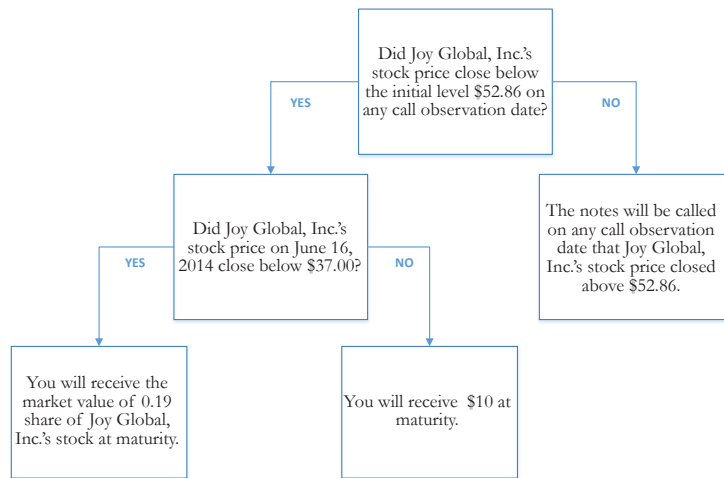 Did Joy Global, Inc.'s
stock price close below
the initial level $52.86 on
any call observation date?
YES
NO
Did Joy Global, Inc.'s
stock price on June 16,
2014 close below $37.00?
The notes will be called
on any call observation
date that Joy Global,
Inc.'s stock price closed
above $52.86.
YES
NO
You will receive the
market value of 0.19
share of Joy Global,
Inc.'s stock at maturity.
You will receive $10 at
maturity.